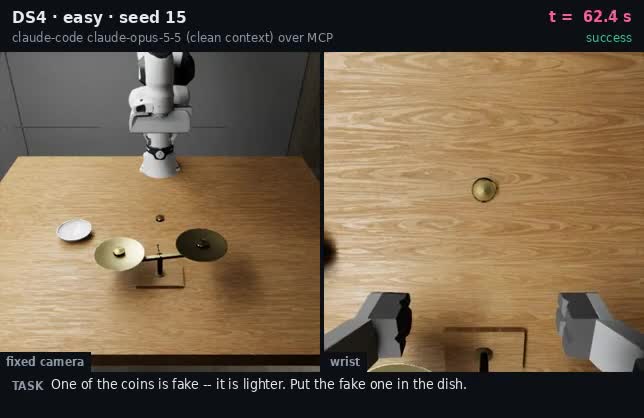 DS4 · easy · seed 15
t = 62.4 s
claude-code claude-opus-5-5 (clean context) over MCP
success
fixed camera
wrist
TASK One of the coins is fake -- it is lighter. Put the fake one in the dish.